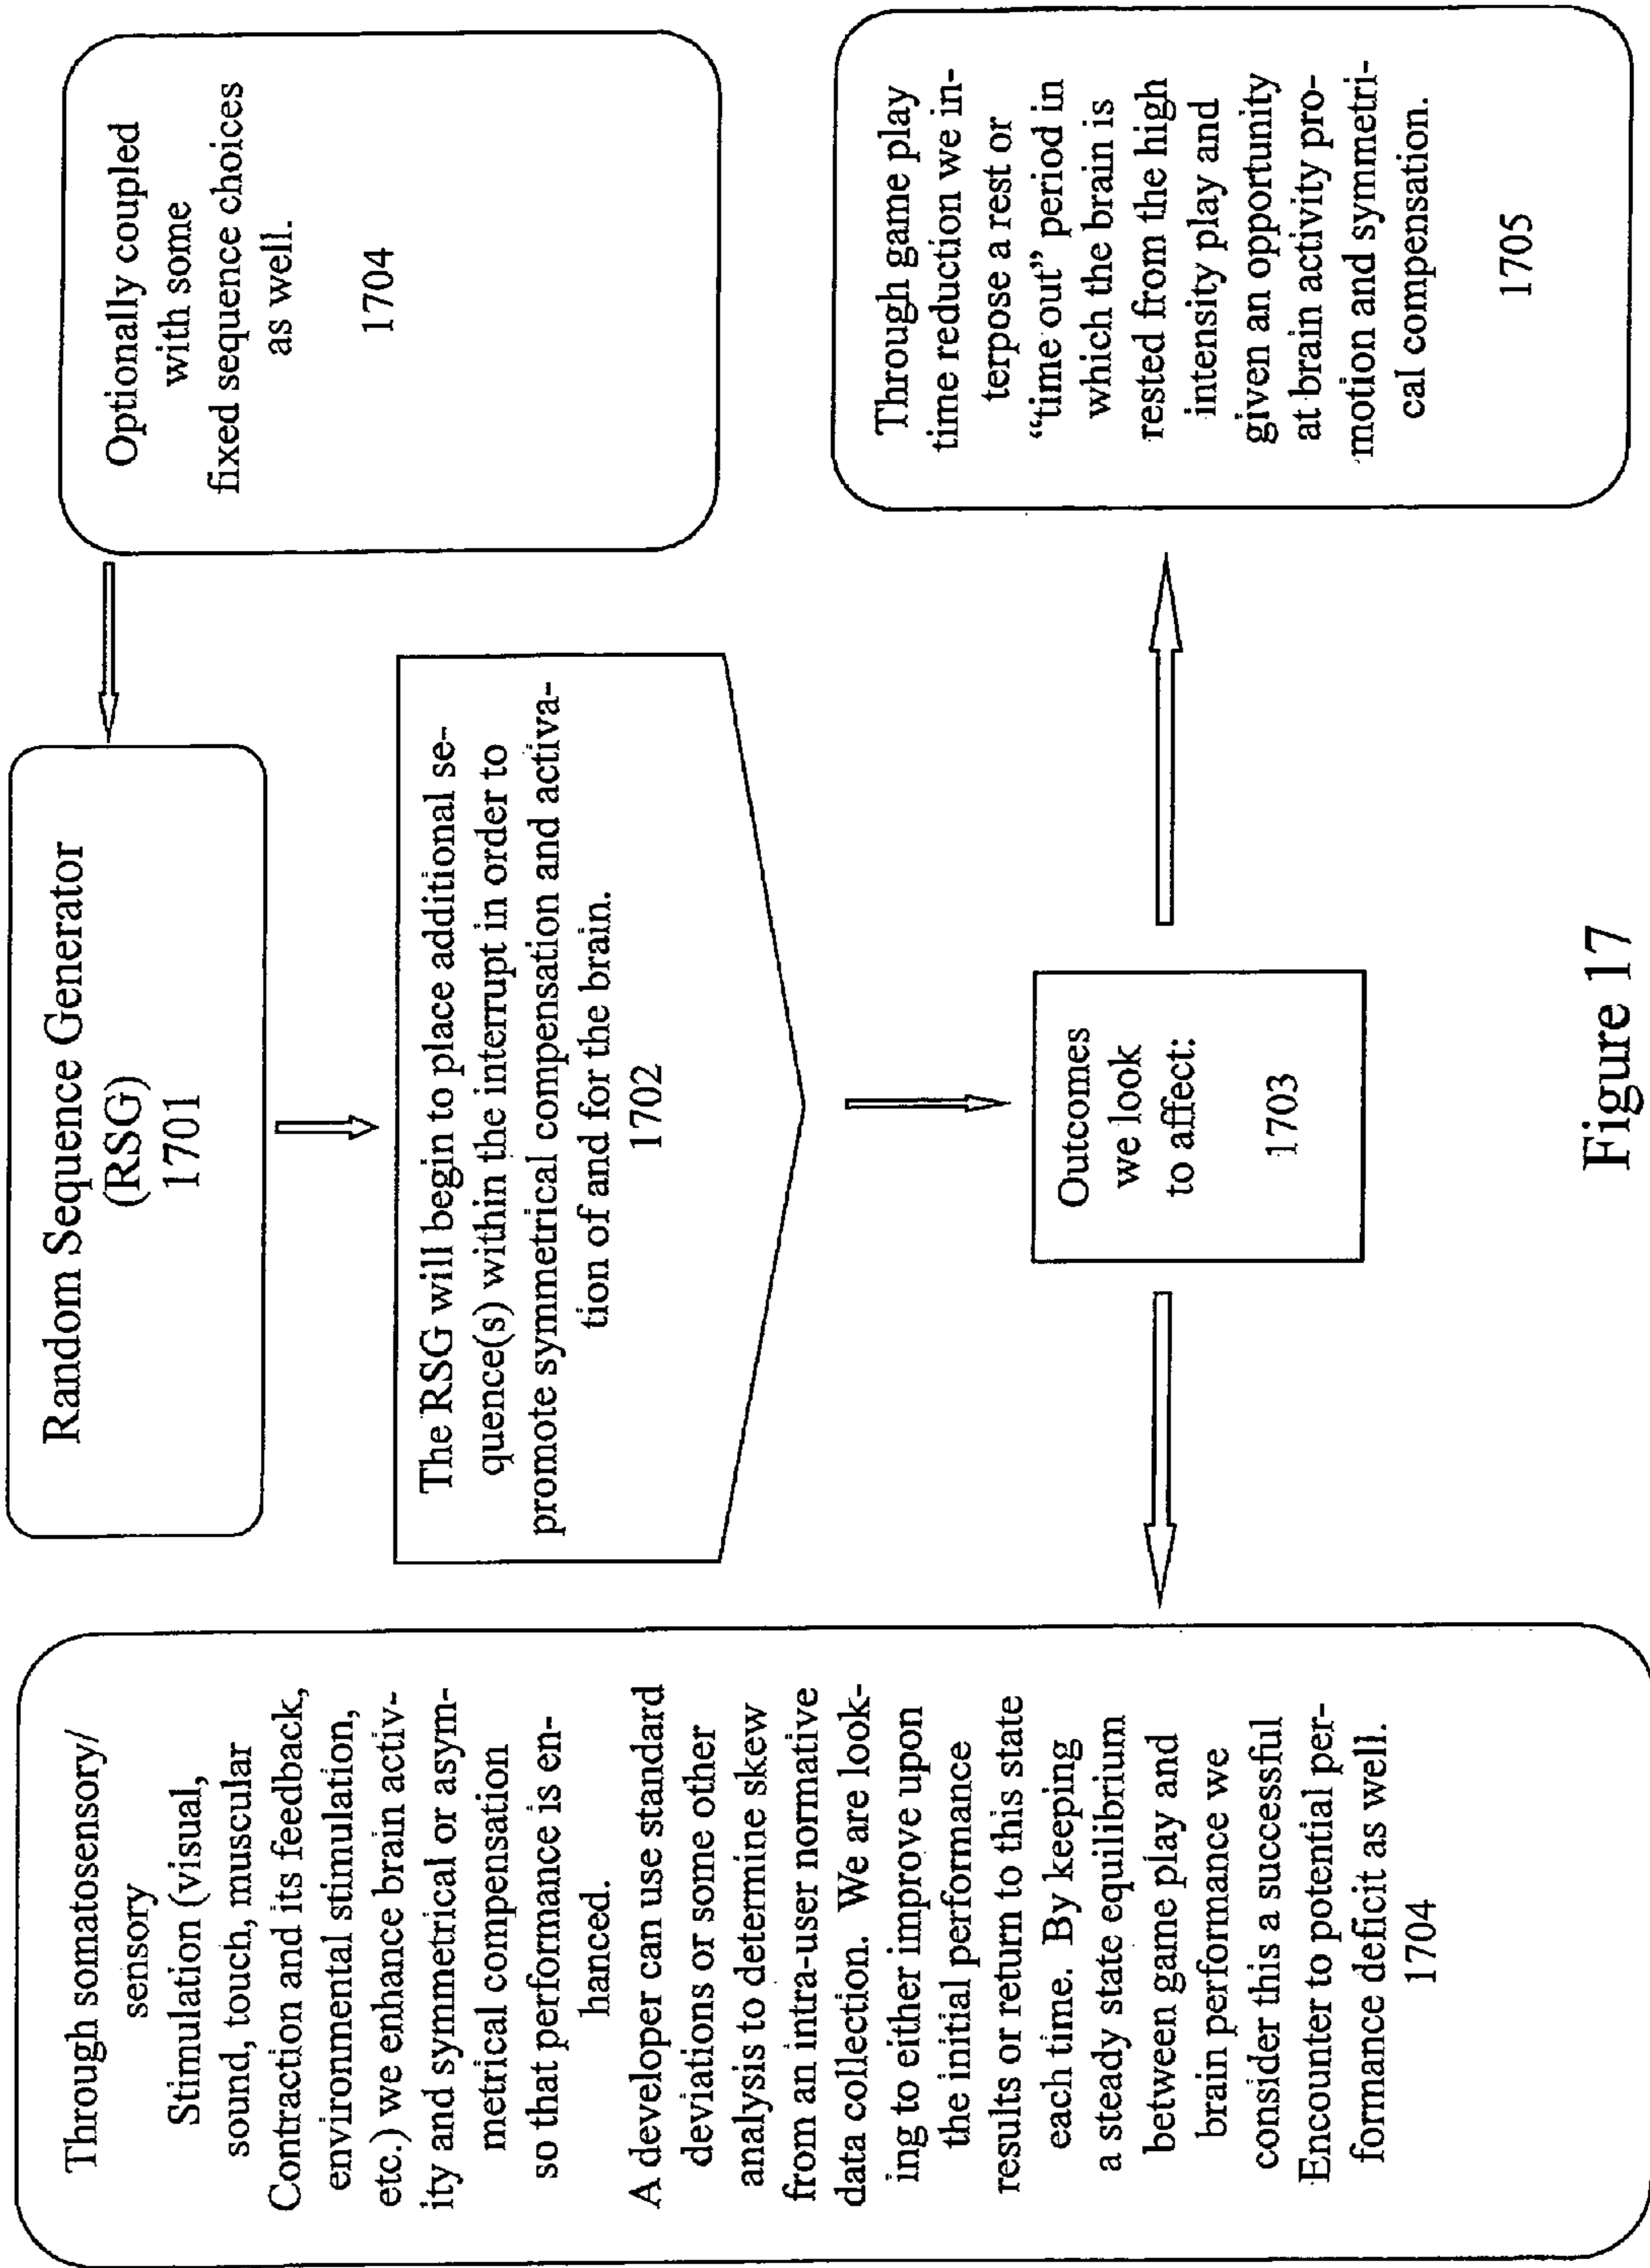 Random Sequence Generator
(RSG)
1701
Optionally coupled
with some
fixed sequence choices
as well.
1704
The RSG will begin to place additional se-
quence(s) within the interrupt in order to
promote symmetrical compensation and activa-
tion of and for the brain.
1702
Outcomes
we look
to affect:
1703
Through somatosensory/
sensory
Stimulation (visual,
sound, touch, muscular
Contraction and its feedback,
environmental stimulation,
etc.) we enhance brain activ-
ity and symmetrical or asym-
metrical compensation
so that performance is en-
hanced.
A developer can use standard
deviations or some other
analysis to determine skew
from an intra-user normative
data collection. We are look-
ing to either improve upon
the initial performance
results or return to this state
each time. By keeping
a steady state equilibrium
between game play and
brain performance we
consider this a successful
Encounter to potential per-
formance deficit as well.
1704
Through game play
time reduction we in-
terpose a rest or
“time out” period in
which the brain is
rested from the high
intensity play and
given an opportunity
at brain activity pro-
motion and symmetri-
cal compensation.
1705
Figure 17